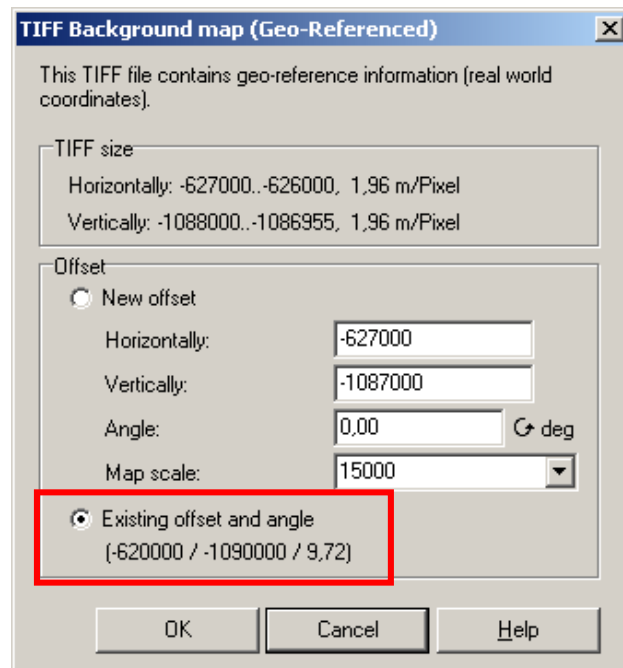 TIFF Background map (Geo-Referenced)
This TIFF file contains geo-reference information (real world
coordinates).
TIFF size
Horizontally: -627000..-626000, 1,96 m/Pixel
Vertically: -1088000..-1086955, 1,96 m/Pixel
Offset
New offset
Horizontally: -627000
Vertically: -1087000
Angle: 0,00 deg
Map scale: 15000
Existing offset and angle
(-620000 / -1090000 / 9,72)
OK Cancel Help